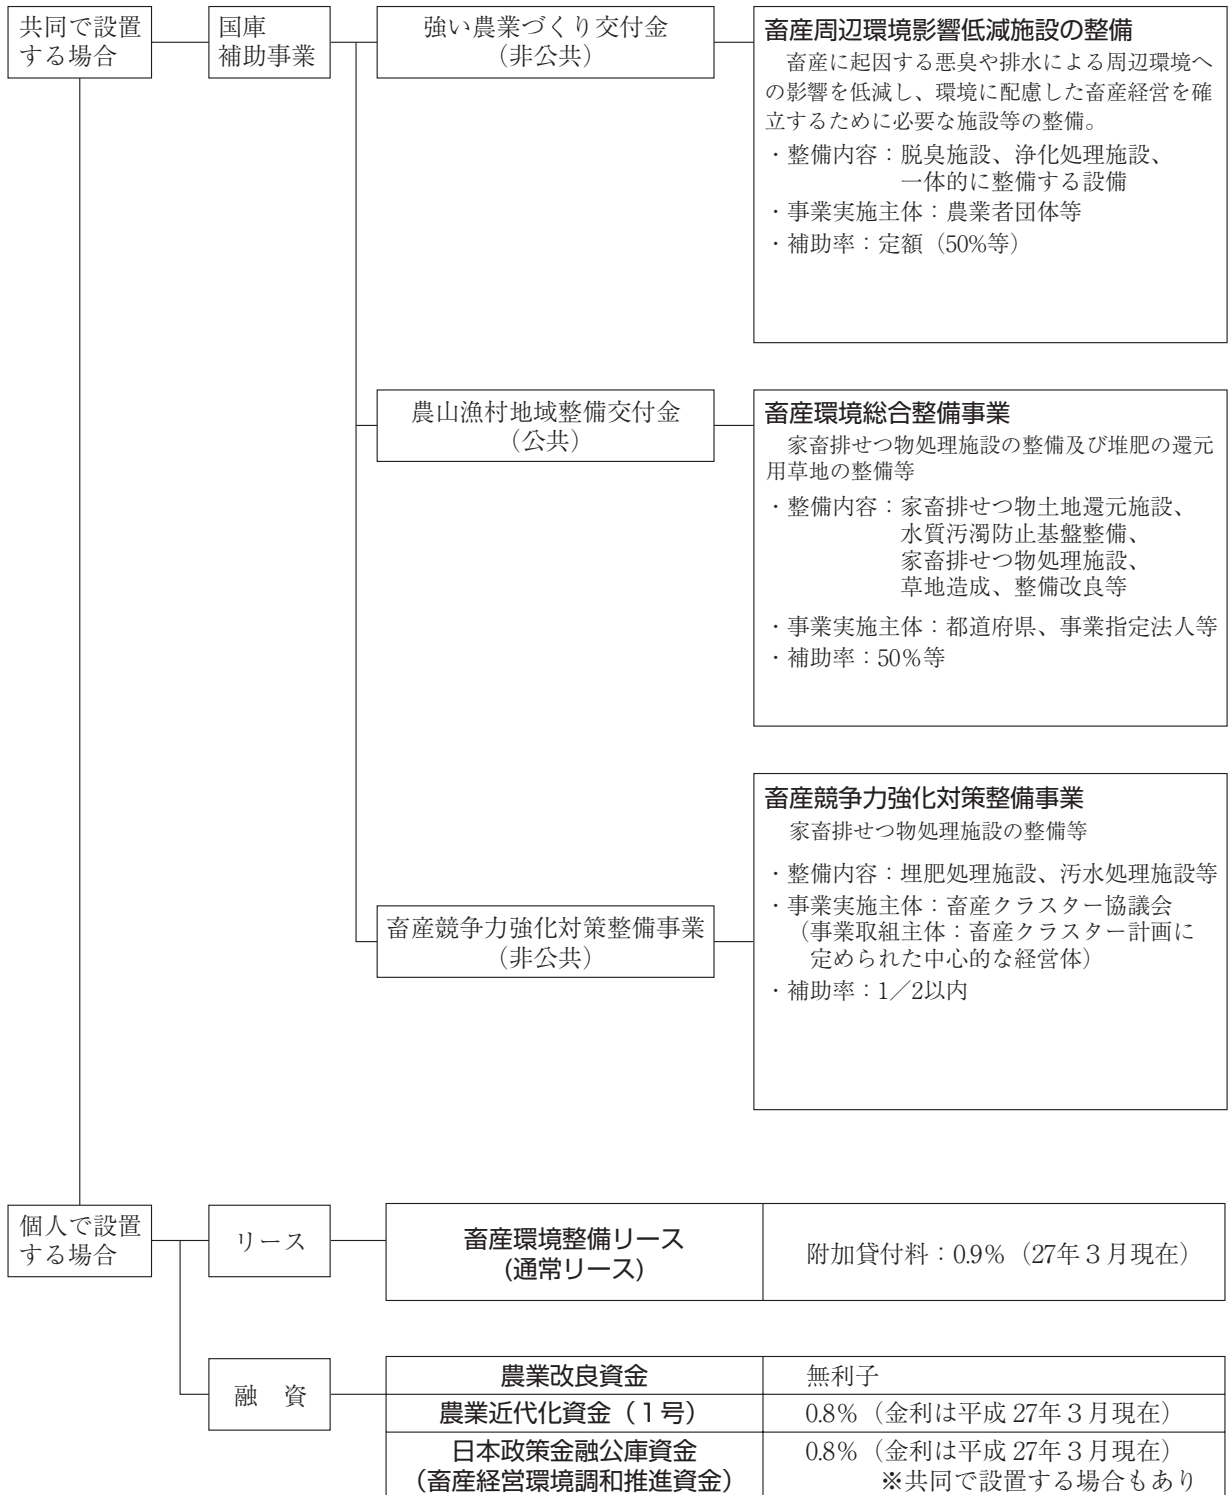 共同で設置
する場合
国庫
補助事業
強い農業づくり交付金
(非公共)
畜産周辺環境影響低減施設の整備
畜産に起因する悪臭や排水による周辺環境へ
の影響を低減し、環境に配慮した畜産経営を確
立するために必要な施設等の整備。
・整備内容：脱臭施設、浄化処理施設、
一体的に整備する設備
・事業実施主体：農業者団体等
・補助率：定額（50%等）
農山漁村地域整備交付金
（公共）
畜産環境総合整備事業
家畜排せつ物処理施設の整備及び堆肥の還元
用草地の整備等
・整備内容：家畜排せつ物土地還元施設、
水質汚濁防止基盤整備、
家畜排せつ物処理施設、
草地造成、整備改良等
・事業実施主体：都道府県、事業指定法人等
・補助率：50%等
畜産競争力強化対策整備事業
（非公共）
畜産競争力強化対策整備事業
家畜排せつ物処理施設の整備等
・整備内容：埋肥処理施設、汚水処理施設等
・事業実施主体：畜産クラスター協議会
（事業取組主体：畜産クラスター計画に
定められた中心的な経営体）
・補助率：1／2以内
個人で設置
する場合
リース
畜産環境整備リース
(通常リース)
附加貸付料：0.9%（27年３月現在）
融　資
農業改良資金
無利子
農業近代化資金（１号）
0.8%（金利は平成 27年３月現在）
日本政策金融公庫資金
（畜産経営環境調和推進資金）
0.8%（金利は平成 27年３月現在）
※共同で設置する場合もあり